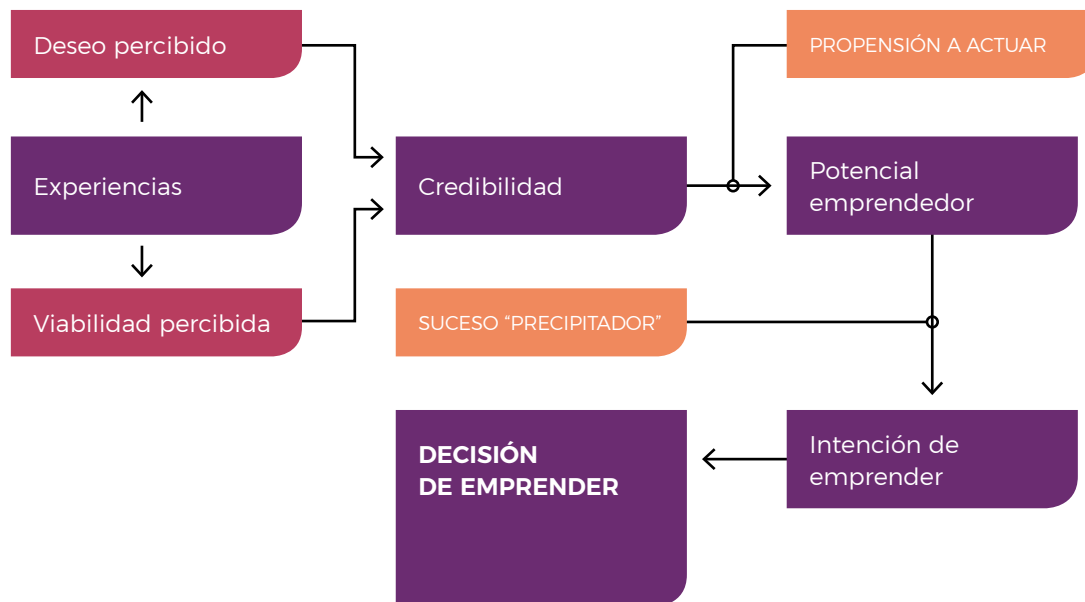 Deseo percibido
PROPENSIÓN A ACTUAR
Experiencias
Credibilidad
Potencial
emprendedor
Viabilidad percibida
SUCESO “PRECIPITADOR”
DECISIÓN
DE EMPRENDER
Intención de
emprender